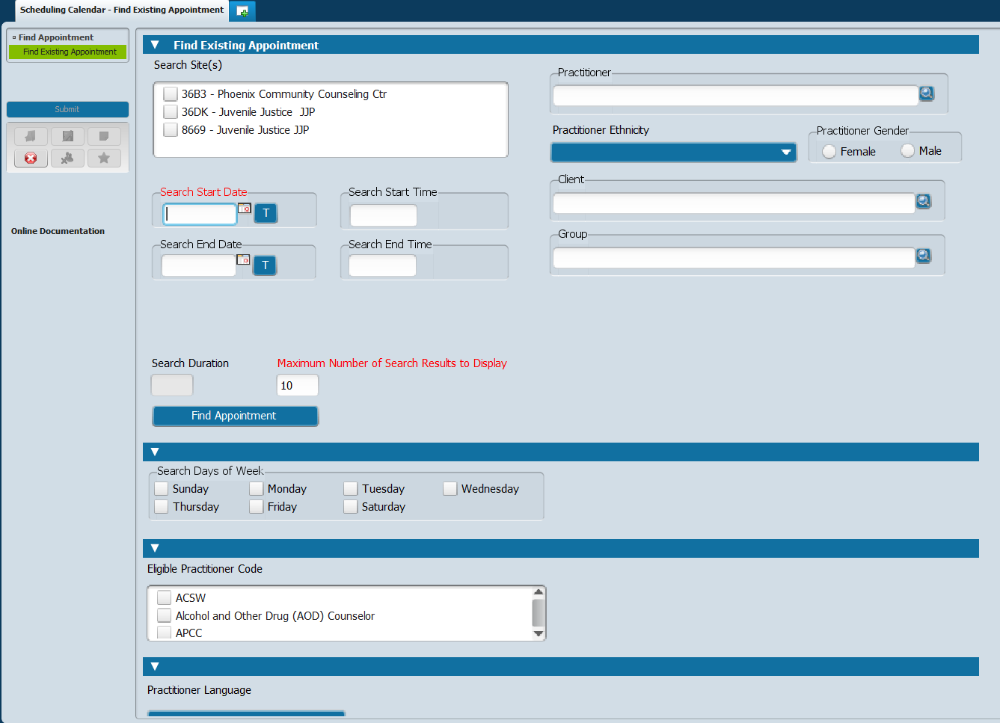 Scheduling Calendar - Find Existing Appointment
Find Appointment
Find Existing Appointment
Submit
Online Documentation
Find Existing Appointment
Search Site(s)
36B3 - Phoenix Community Counseling Ctr
36DK - Juvenile Justice  JJP
8669 - Juvenile Justice JJP
Practitioner
Practitioner Ethnicity
Practitioner Gender
Female
Male
Search Start Date
T
Search Start Time
Client
Search End Date
T
Search End Time
Group
Search Duration
Maximum Number of Search Results to Display
10
Find Appointment
Search Days of Week
Sunday
Monday
Tuesday
Wednesday
Thursday
Friday
Saturday
Eligible Practitioner Code
ACSW
Alcohol and Other Drug (AOD) Counselor
APCC
Practitioner Language